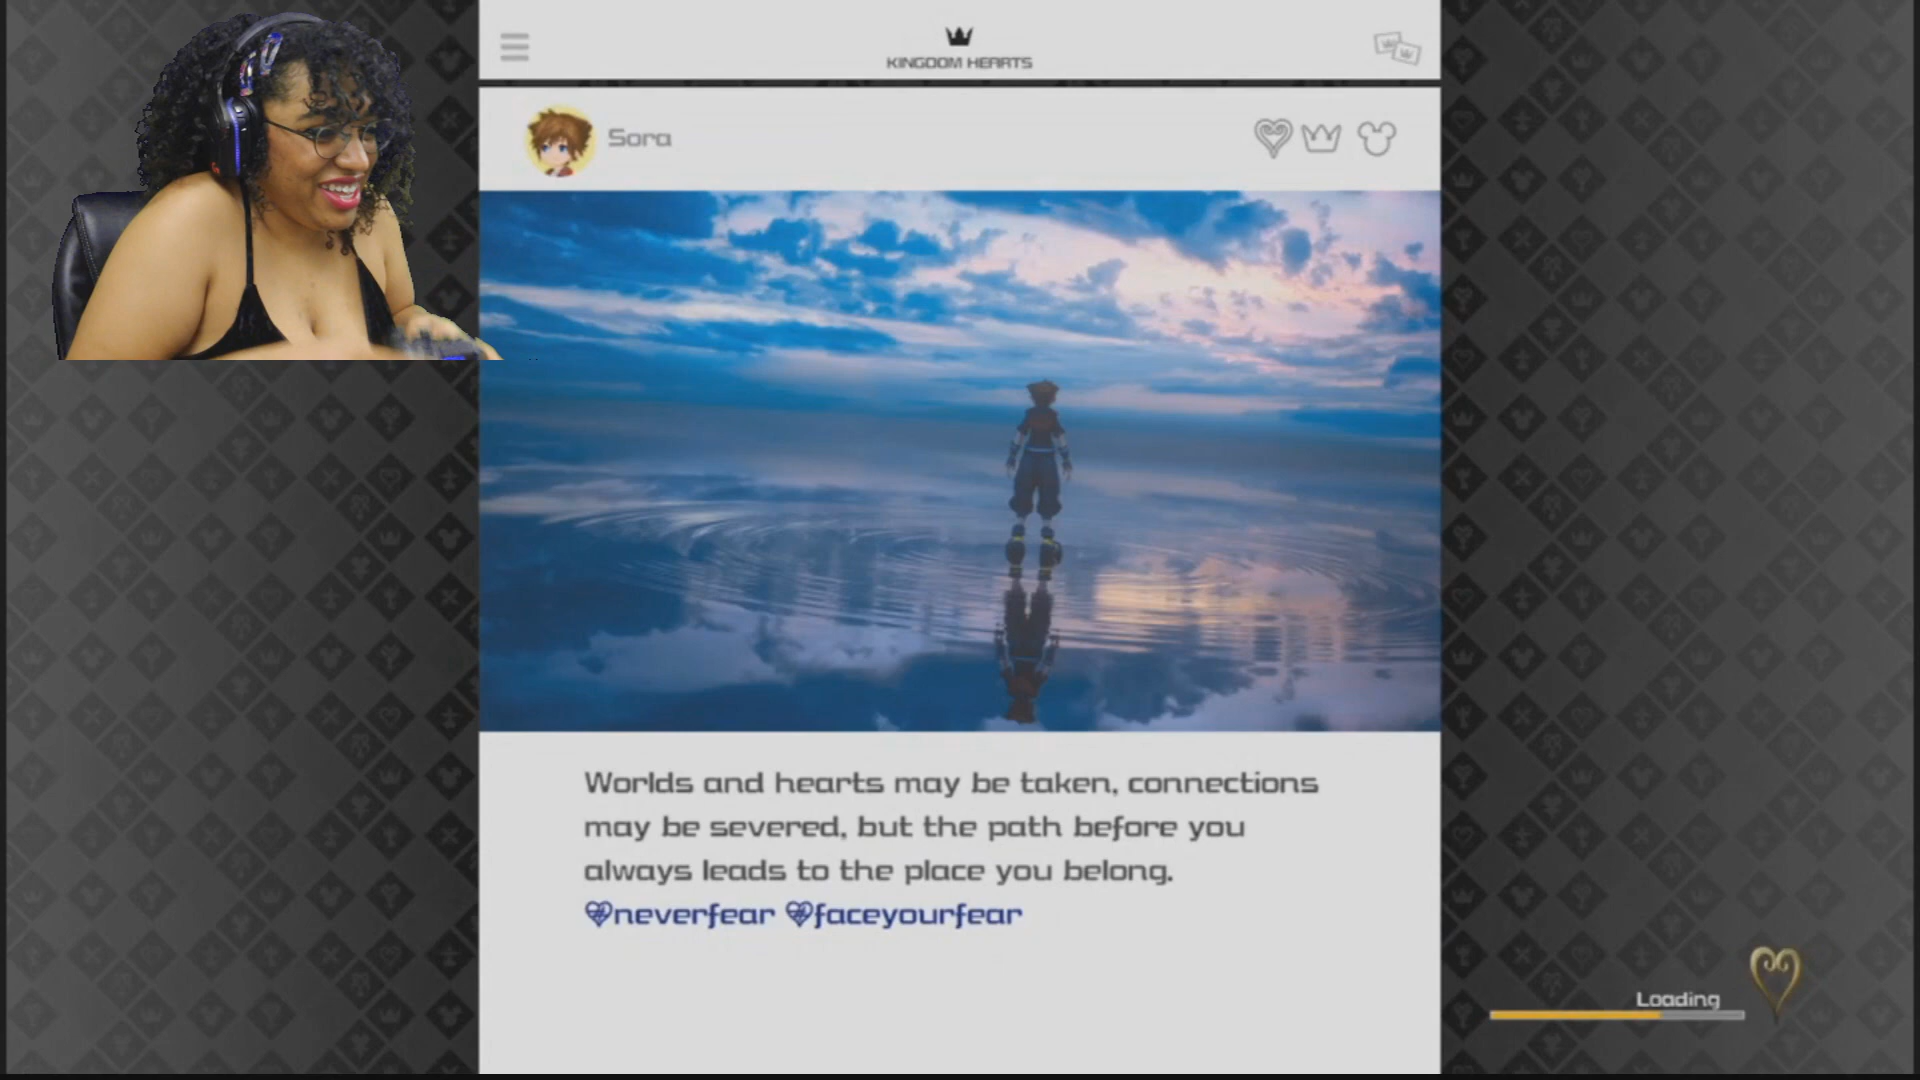 KINGDOM HEARTS
Sora
Worlds and hearts may be taken, connections
may be severed, but the path before you
always leads to the place you belong.
#neverfear #faceyourfear
Loading